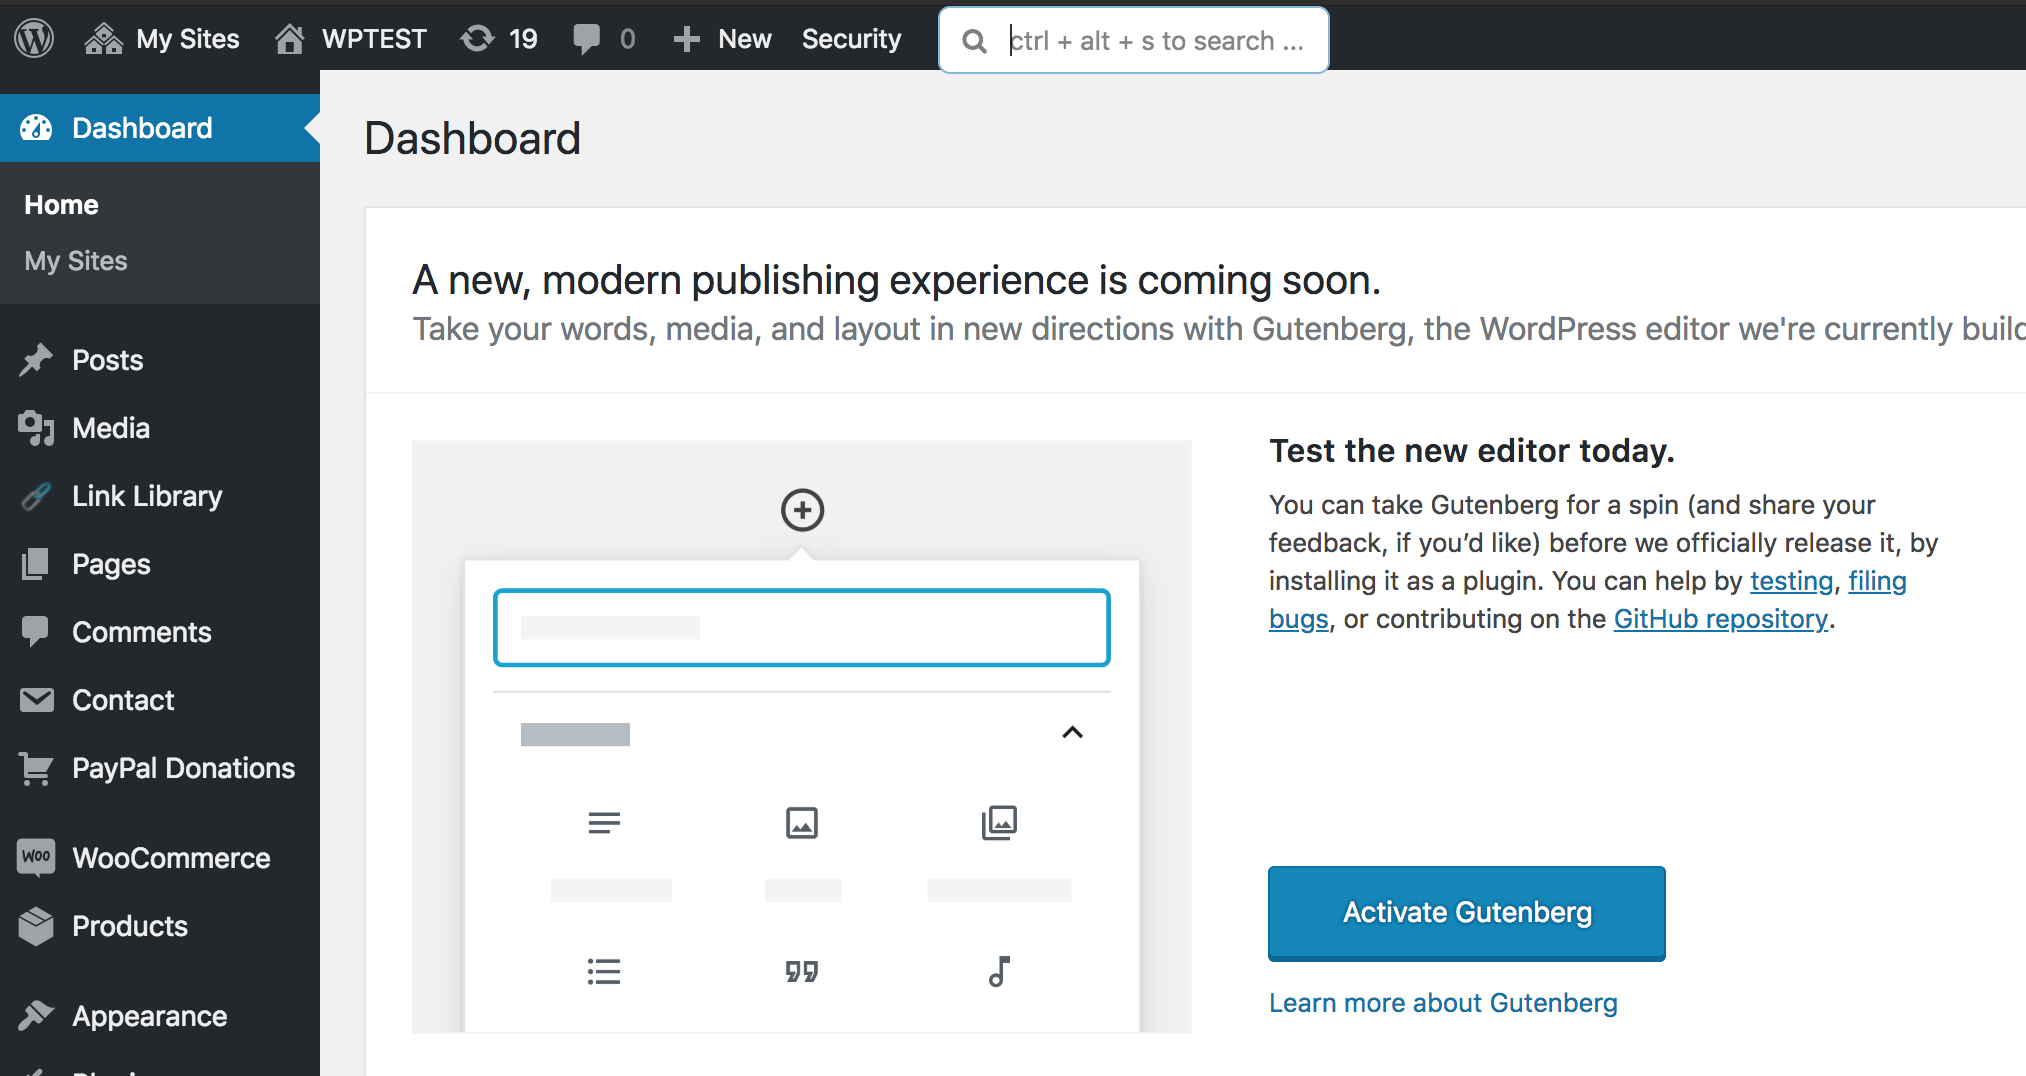 My Sites WPTEST 19 0 New Security ctrl + alt + s to search ...
Dashboard
Home
My Sites
Posts
Media
Link Library
Pages
Comments
Contact
PayPal Donations
Woo WooCommerce
Products
Appearance
Dashboard
A new, modern publishing experience is coming soon.
Take your words, media, and layout in new directions with Gutenberg, the WordPress editor we're currently
Test the new editor today.
You can take Gutenberg for a spin (and share your
feedback, if you’d like) before we officially release it, by
installing it as a plugin. You can help by testing, filing
bugs, or contributing on the GitHub repository.
Activate Gutenberg
Learn more about Gutenberg